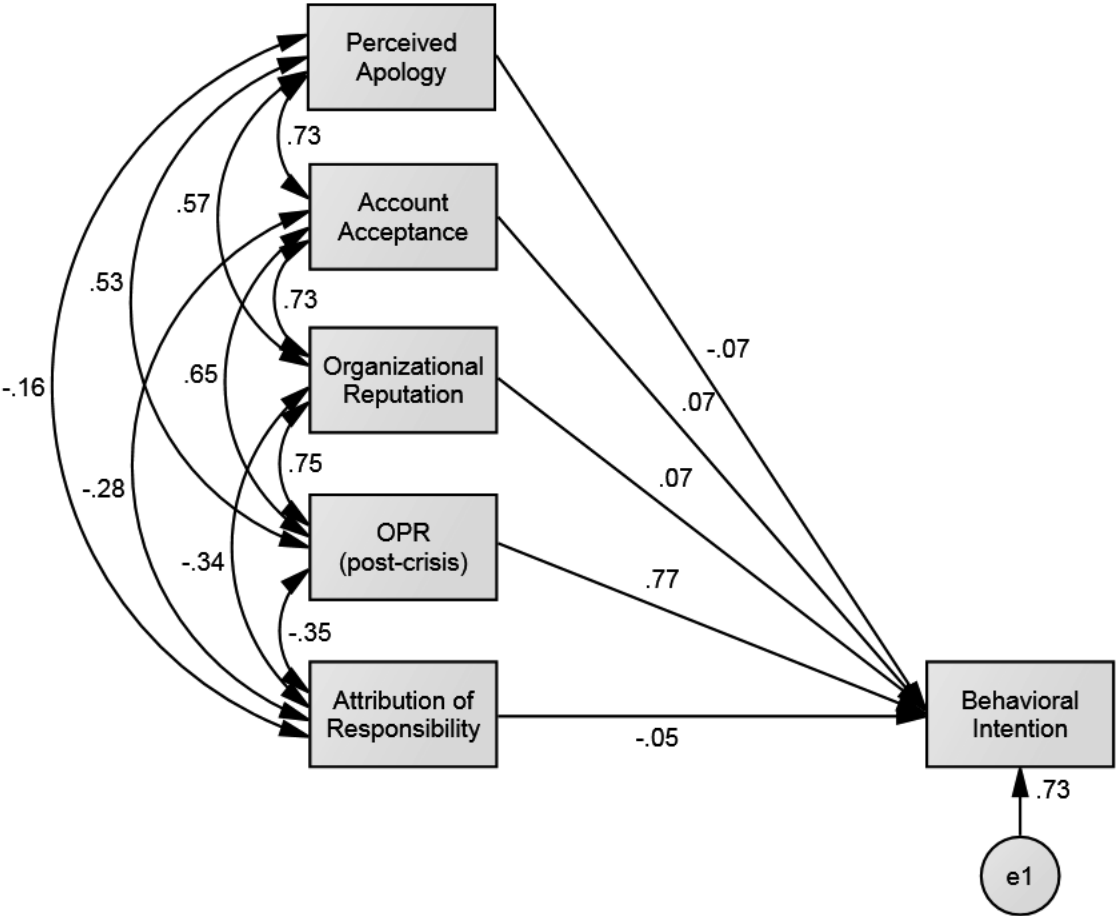 Perceived
Apology
.73
Account
Acceptance
.57
.53
.73
Organizational
Reputation
-.07
.65
-.16
.07
.75
.07
-.28
OPR
(post-crisis)
-.34
.77
-.35
Attribution of
Responsibility
-.05
Behavioral
Intention
.73
e1